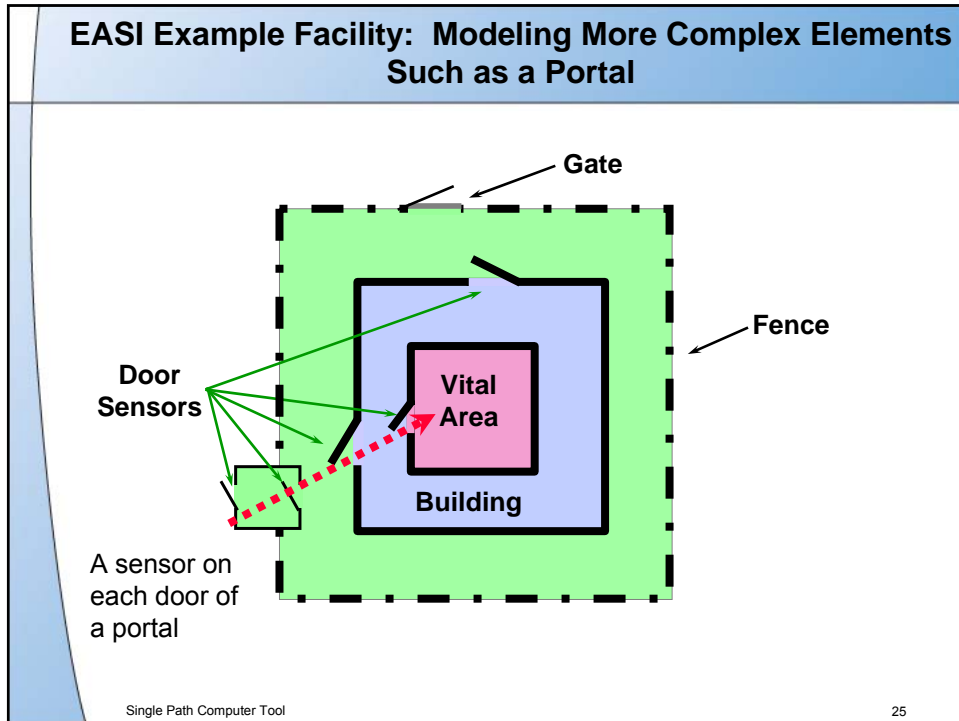 EASI Example Facility: Modeling More Complex Elements
Such as a Portal
Gate
Fence
Door
Sensors
Vital
Area
Building
A sensor on
each door of
a portal
Single Path Computer Tool
25